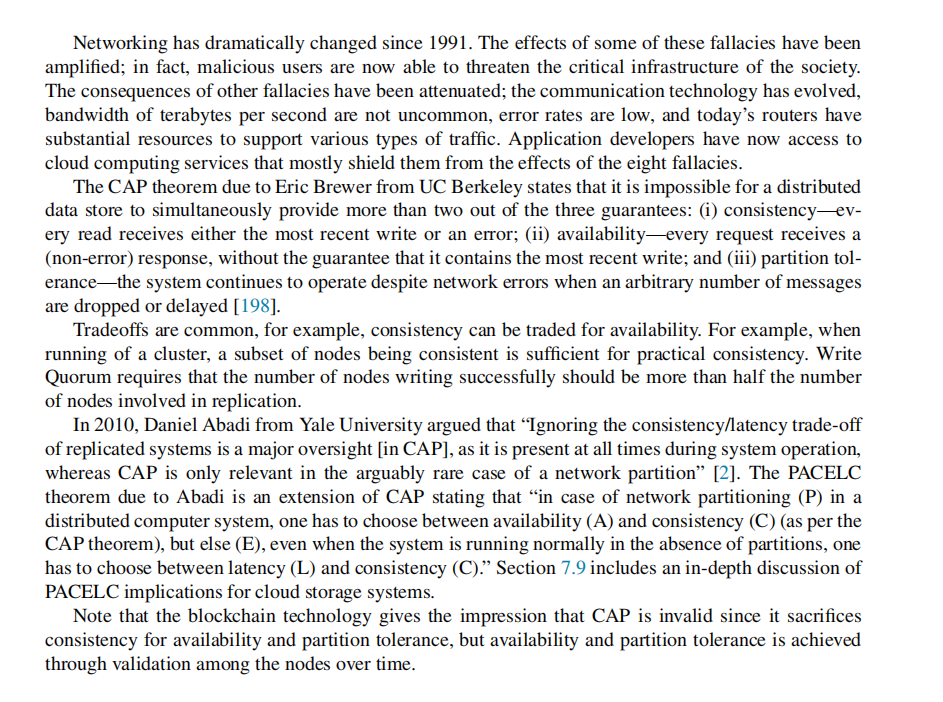 Networking has dramatically changed since 1991. The effects of some of these fallacies have been
amplified; in fact, malicious users are now able to threaten the critical infrastructure of the society.
The consequences of other fallacies have been attenuated; the communication technology has evolved,
bandwidth of terabytes per second are not uncommon, error rates are low, and today’s routers have
substantial resources to support various types of traffic. Application developers have now access to
cloud computing services that mostly shield them from the effects of the eight fallacies.
The CAP theorem due to Eric Brewer from UC Berkeley states that it is impossible for a distributed
data store to simultaneously provide more than two out of the three guarantees: (i) consistency—ev-
ery read receives either the most recent write or an error; (ii) availability—every request receives a
(non-error) response, without the guarantee that it contains the most recent write; and (iii) partition tol-
erance—the system continues to operate despite network errors when an arbitrary number of messages
are dropped or delayed [198].
Tradeoffs are common, for example, consistency can be traded for availability. For example, when
running of a cluster, a subset of nodes being consistent is sufficient for practical consistency. Write
Quorum requires that the number of nodes writing successfully should be more than half the number
of nodes involved in replication.
In 2010, Daniel Abadi from Yale University argued that “Ignoring the consistency/latency trade-off
of replicated systems is a major oversight [in CAP], as it is present at all times during system operation,
whereas CAP is only relevant in the arguably rare case of a network partition” [2]. The PACELC
theorem due to Abadi is an extension of CAP stating that “in case of network partitioning (P) in a
distributed computer system, one has to choose between availability (A) and consistency (C) (as per the
CAP theorem), but else (E), even when the system is running normally in the absence of partitions, one
has to choose between latency (L) and consistency (C).” Section 7.9 includes an in-depth discussion of
PACELC implications for cloud storage systems.
Note that the blockchain technology gives the impression that CAP is invalid since it sacrifices
consistency for availability and partition tolerance, but availability and partition tolerance is achieved
through validation among the nodes over time.